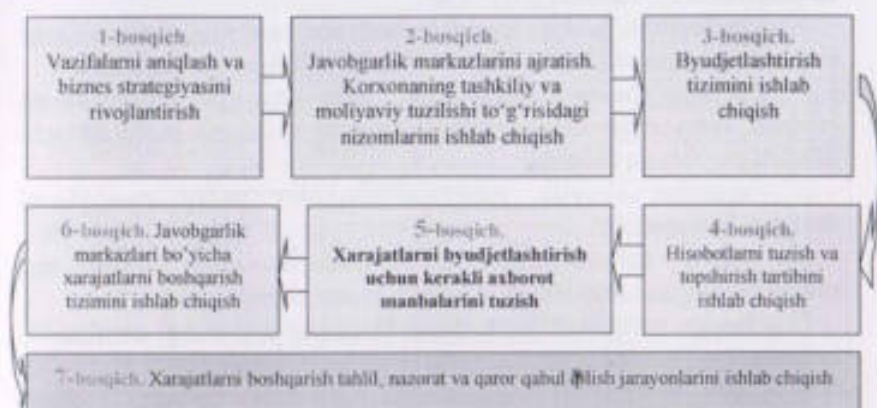 1-bosqich.
Vazifalarni aniqlash va
biznes strategiyasini
rivojlantirish
2-bosqich.
Javobgarlik markazlarini ajratish.
Korxonaning tashkiliy va
moliyaviy tuzilishi to'g'risidagi
nizomlarini ishlab chiqish
3-bosqich.
Byudjetlashtirish
tizimini ishlab
chiqish
4-bosqich.
Hisobotlarni tuzish va
topshirish tartibini
ishlab chiqish
5-bosqich.
Xarajatlarni byudjetlashtirish
uchun kerakli axborot
manbalarini tuzish
6-bosqich. Javobgarlik
markazlari bo'yicha
xarajatlarni boshqarish
tizimini ishlab chiqish
7-bosqich. Xarajatlarni boshqarish tahlil, nazorat va qaror qabul qilish jarayonlarini ishlab chiqish